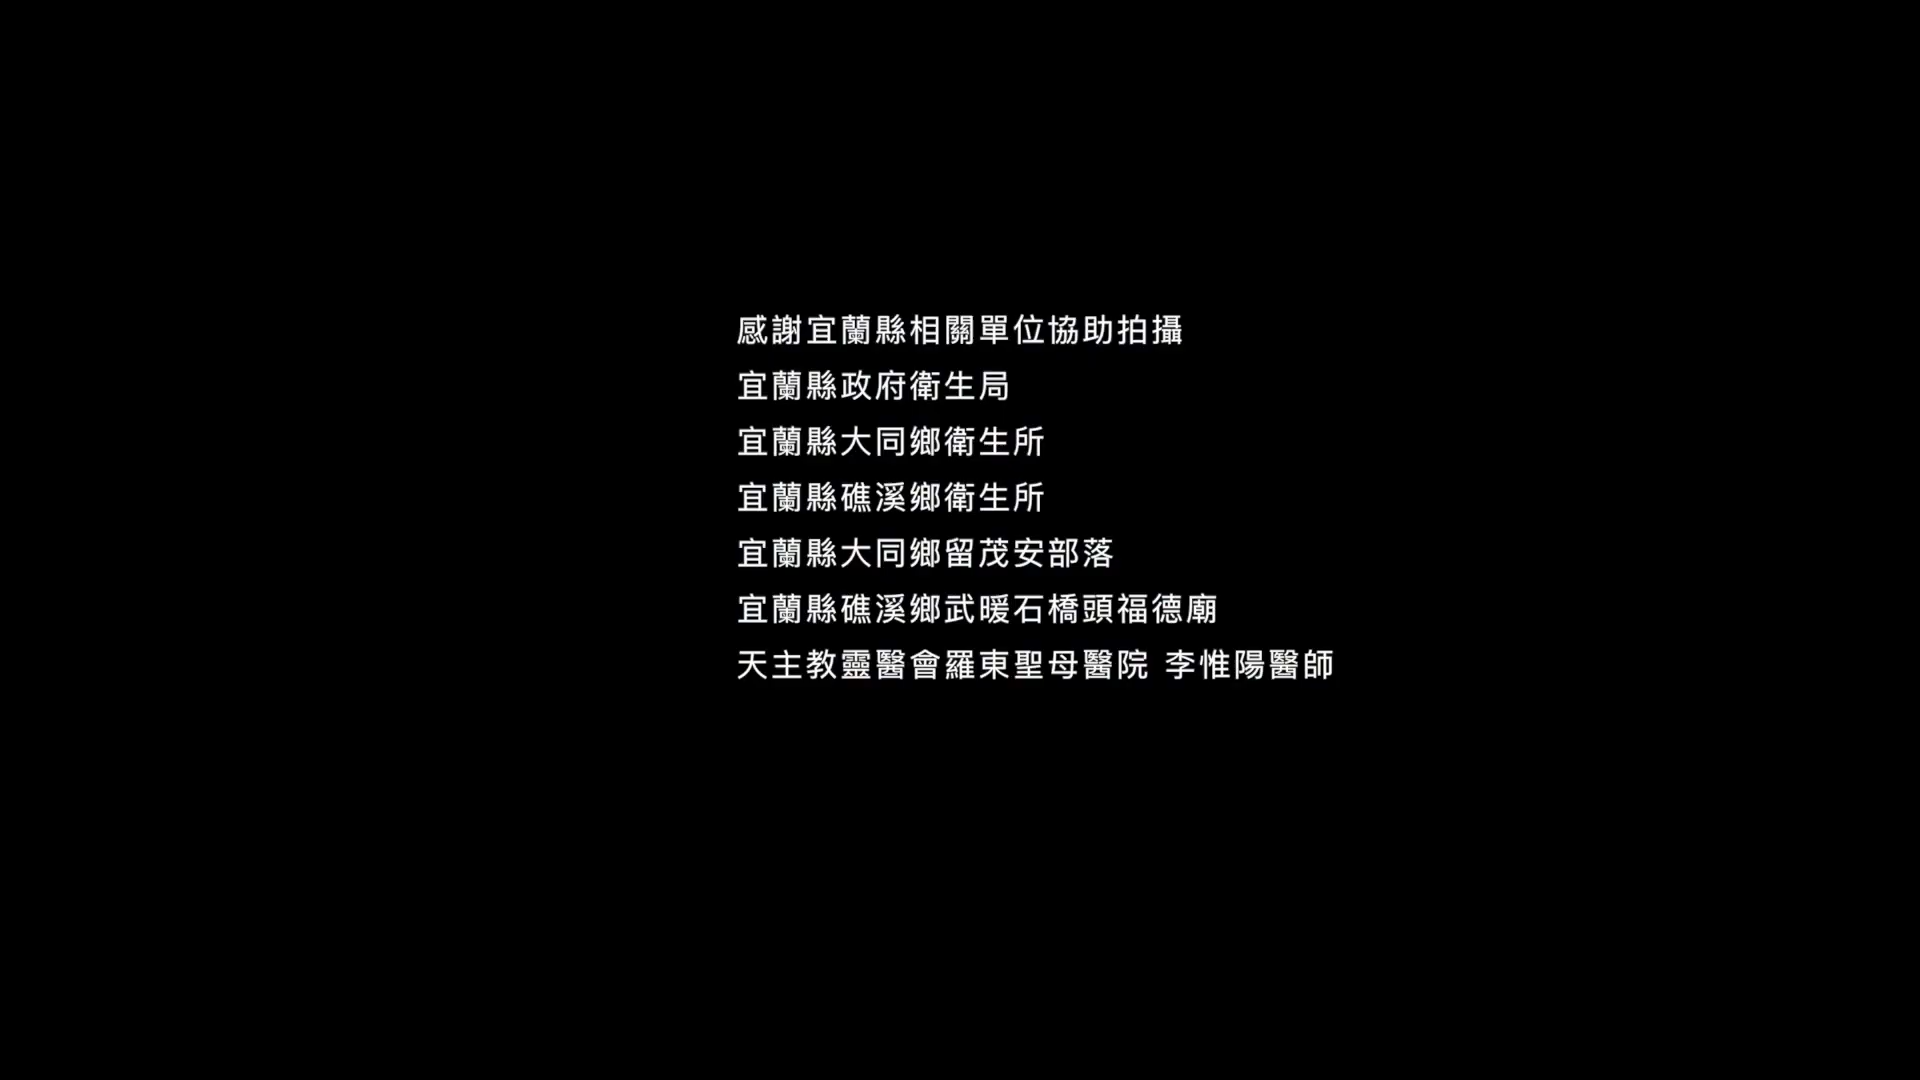 感謝宜蘭縣相關單位協助拍攝
宜蘭縣政府衛生局
宜蘭縣大同鄉衛生所
宜蘭縣礁溪鄉衛生所
宜蘭縣大同鄉留茂安部落
宜蘭縣礁溪鄉武暖石橋頭福德廟
天主教靈醫會羅東聖母醫院 李惟陽醫師